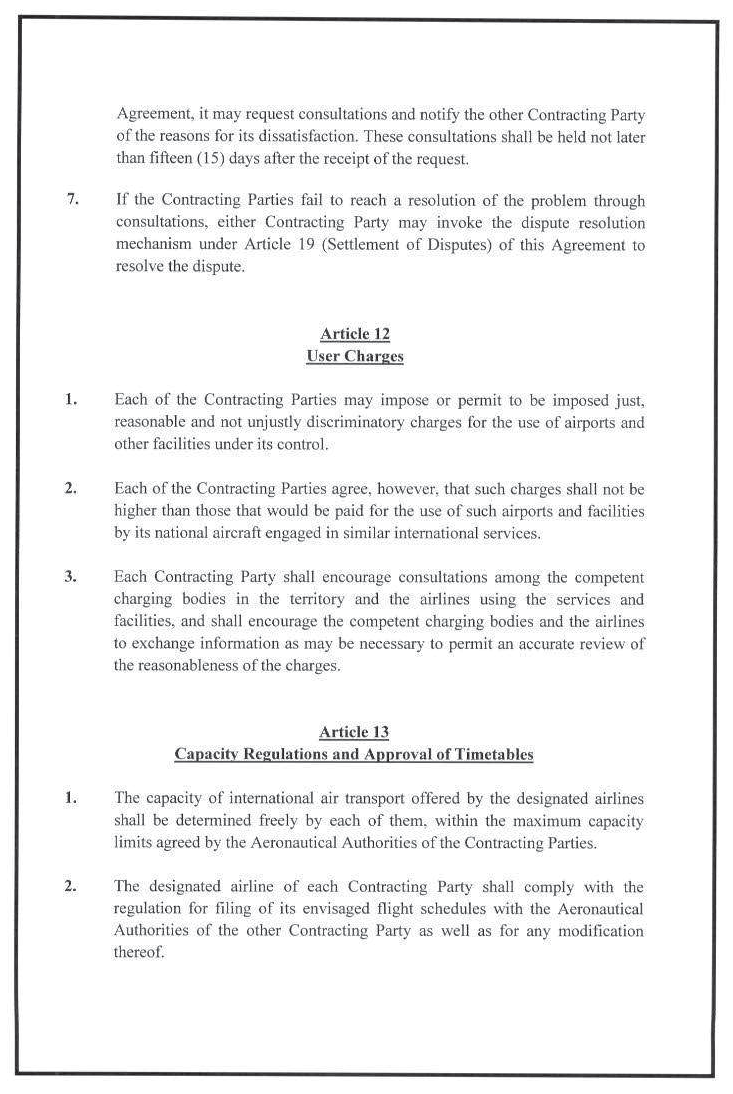 Agreement, it may request consultations and notify the other Contracting Party
of the reasons for its dissatisfaction. These consultations shall be held not later
than fifteen (15) days after the receipt of the request.
7. If the Contracting Parties fail to reach a resolution of the problem through
consultations, either Contracting Party may invoke the dispute resolution
mechanism under Article 19 (Settlement of Disputes) of this Agreement to
resolve the dispute.
Article 12
User Charges
1. Each of the Contracting Parties may impose or permit to be imposed just,
reasonable and not unjustly discriminatory charges for the use of airports and
other facilities under its control.
2. Each of the Contracting Parties agree, however, that such charges shall not be
higher than those that would be paid for the use of such airports and facilities
by its national aircraft engaged in similar international services.
3. Each Contracting Party shall encourage consultations among the competent
charging bodies in the territory and the airlines using the services and
facilities, and shall encourage the competent charging bodies and the airlines
to exchange information as may be necessary to permit an accurate review of
the reasonableness of the charges.
Article 13
Capacity Regulations and Approval of Timetables
1. The capacity of international air transport offered by the designated airlines
shall be determined freely by each of them, within the maximum capacity
limits agreed by the Aeronautical Authorities of the Contracting Parties.
2. The designated airline of each Contracting Party shall comply with the
regulation for filing of its envisaged flight schedules with the Aeronautical
Authorities of the other Contracting Party as well as for any modification
thereof.